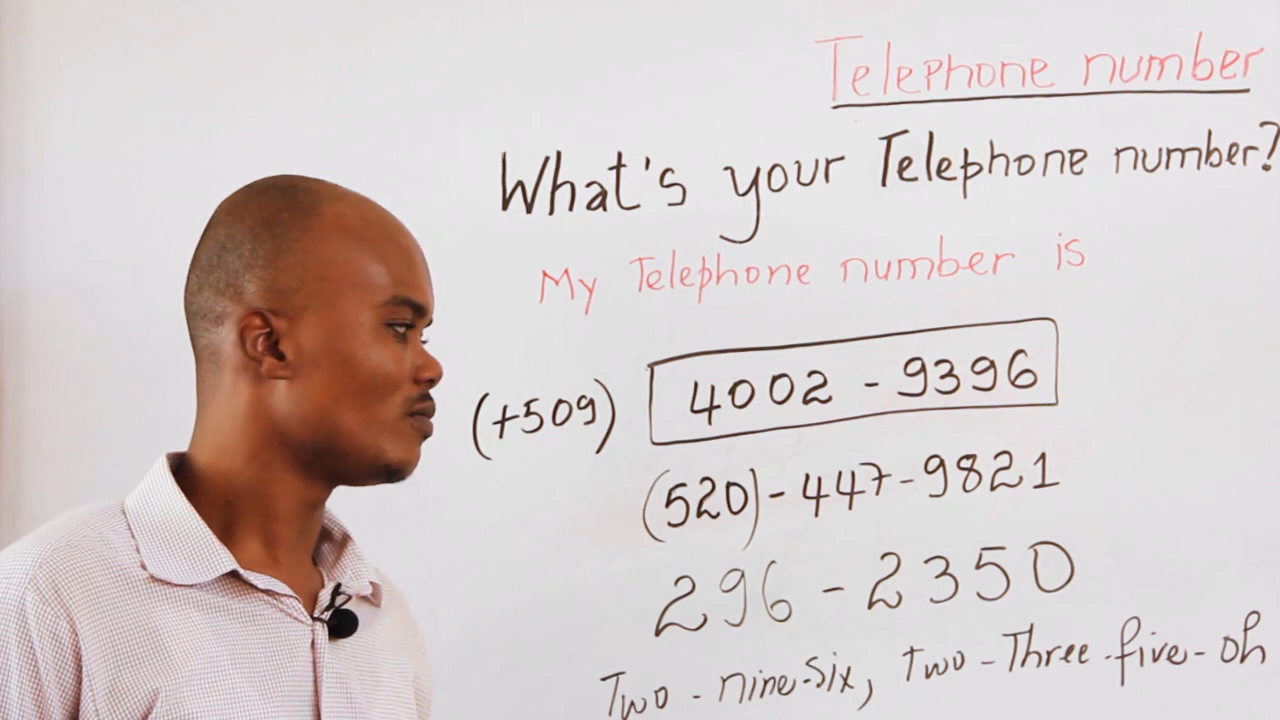 Telephone number
What's your Telephone number?
My Telephone number is
(+509) 4002 - 9396
(520) - 447 - 9821
296 - 2350
Two - nine - six, Two - Three - five - oh